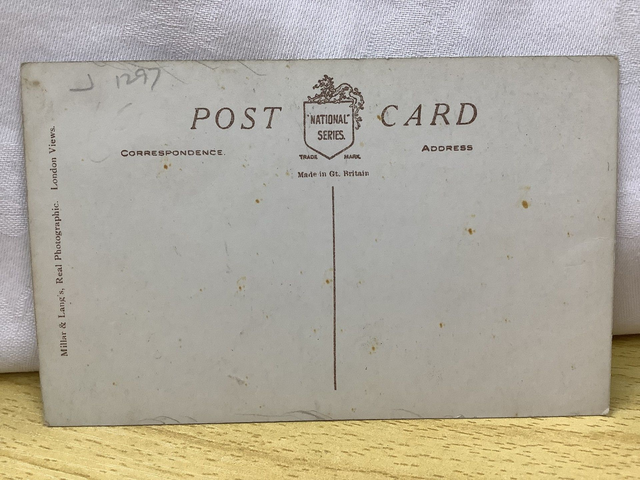 J 1297
POST CARD
"NATIONAL"
SERIES.
TRADE MARK.
CORRESPONDENCE.
ADDRESS
Made in Gt. Britain
Millar & Lang's, Real Photographic. London Views.